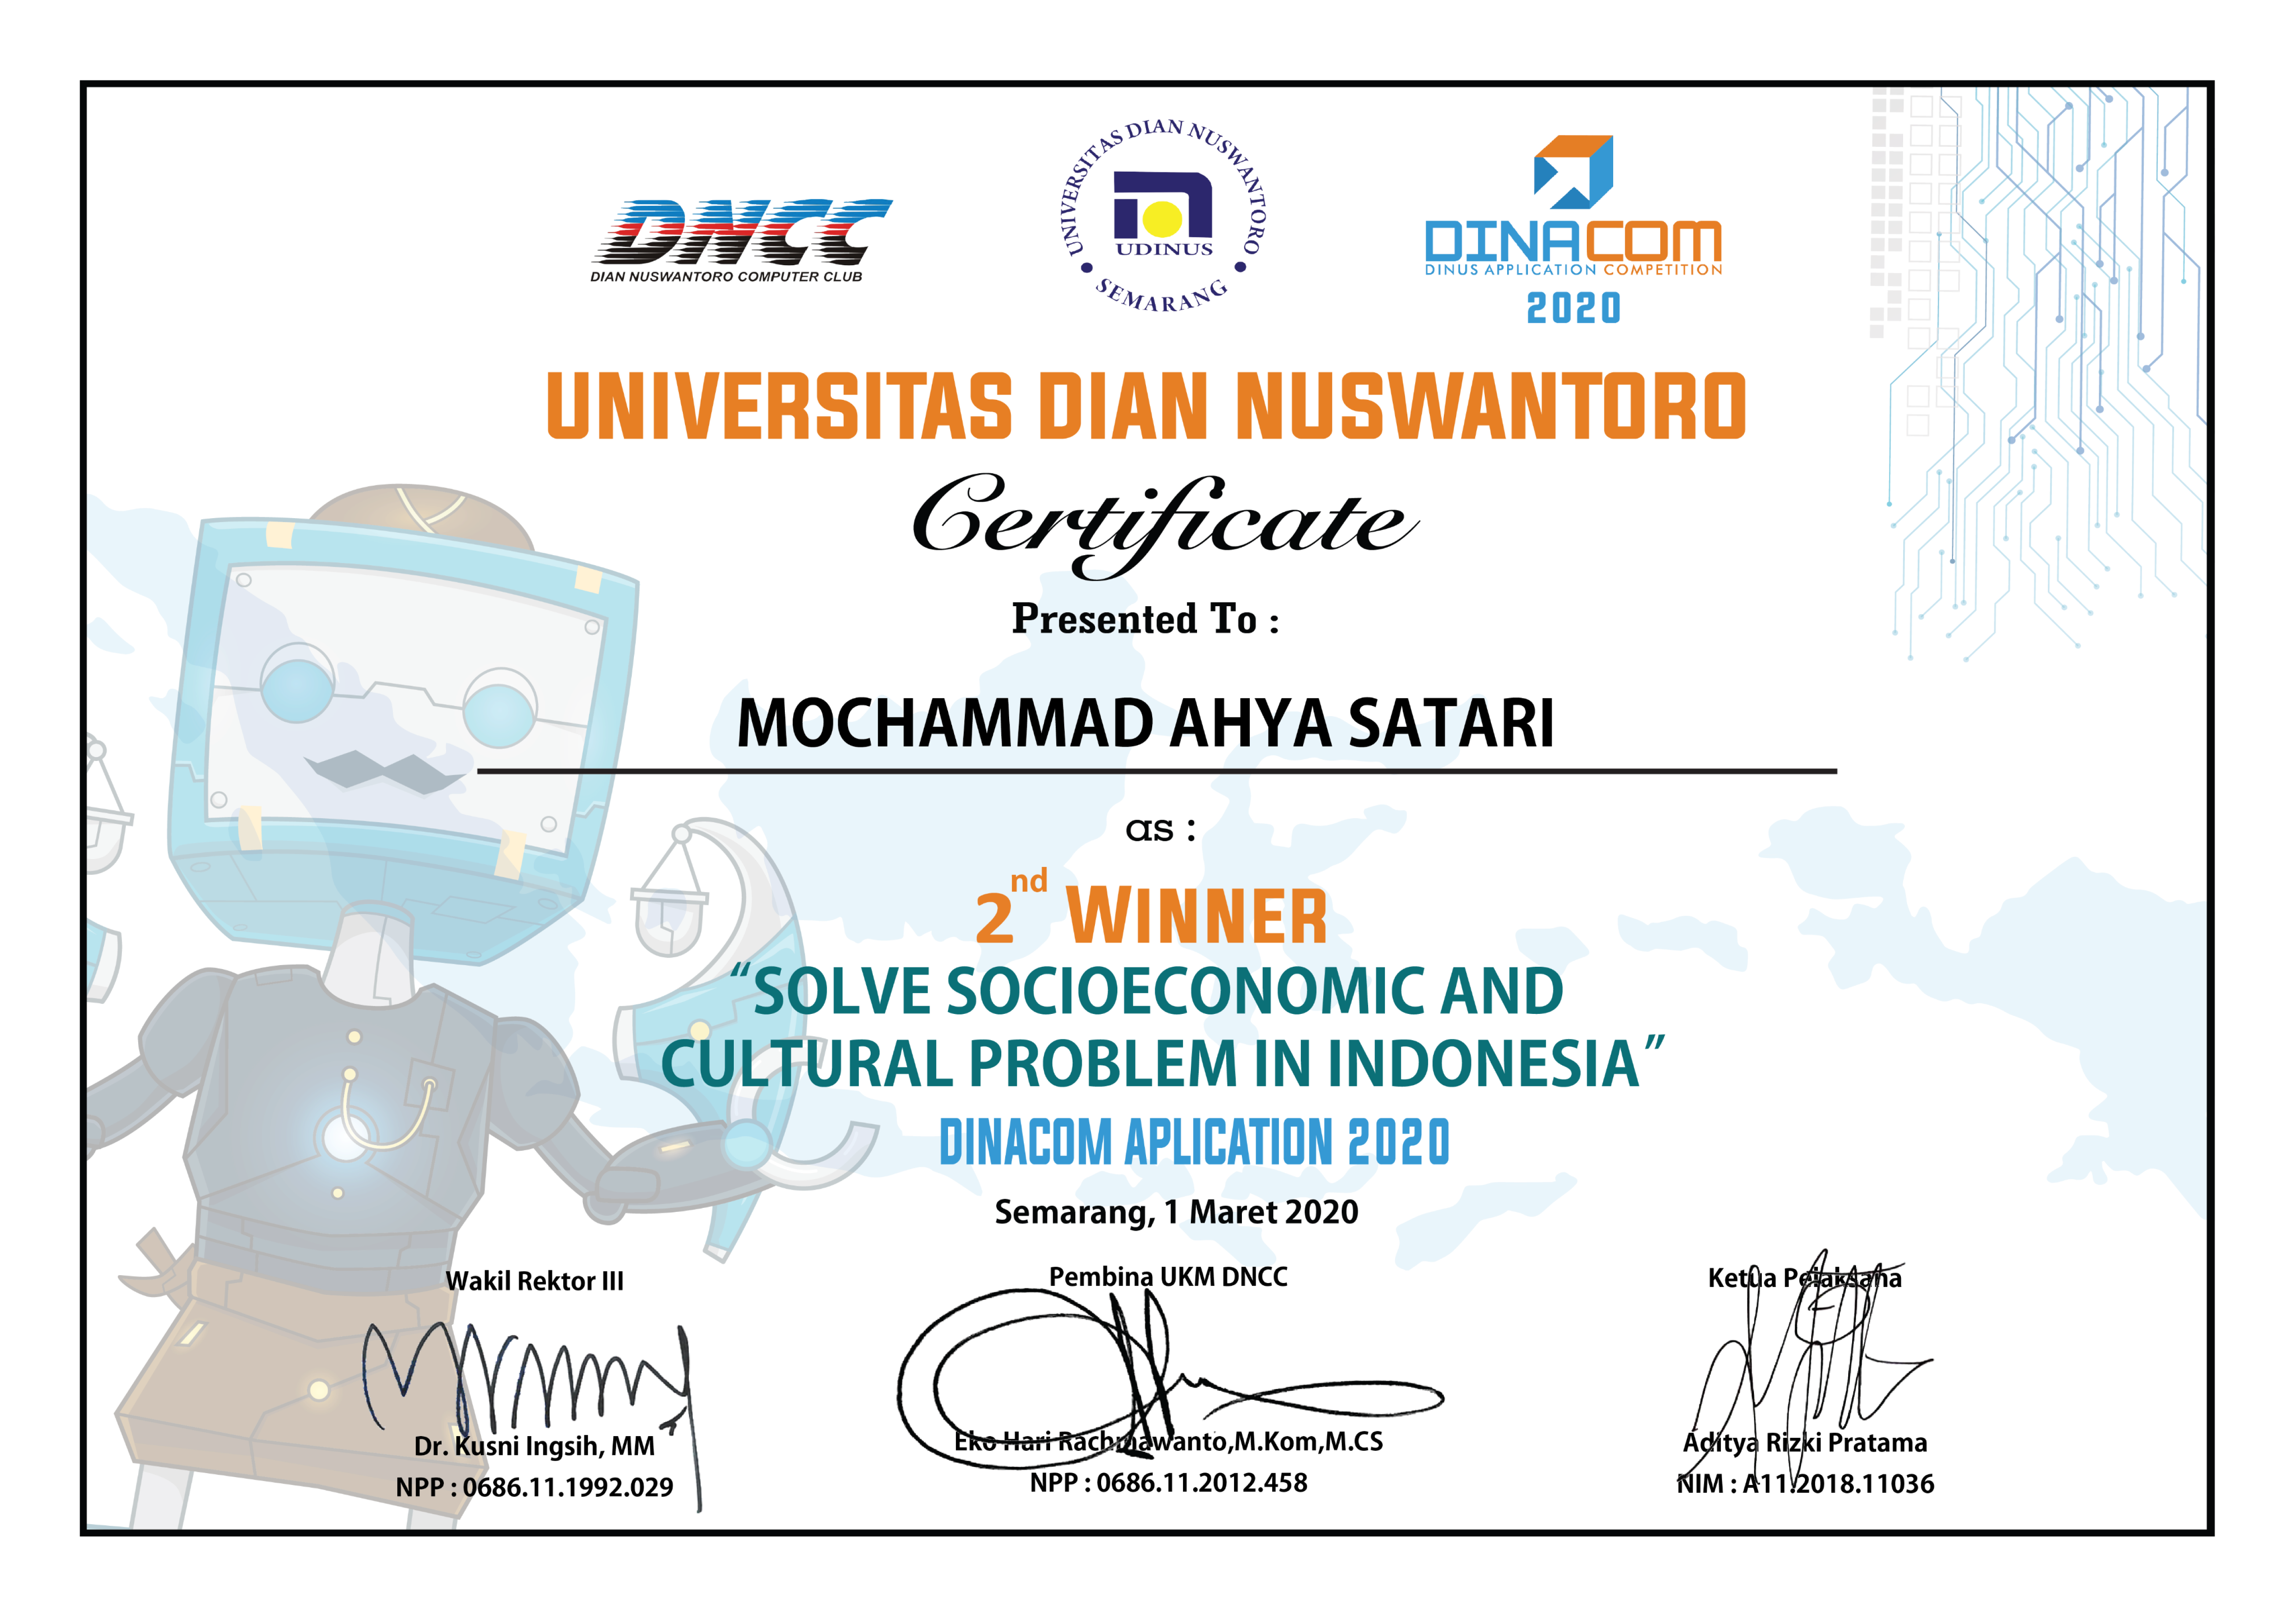 DNCC
DIAN NUSWANTORO COMPUTER CLUB
UNIVERSITAS DIAN NUSWANTORO
UDINUS
SEMARANG
DINACOM
DINUS APPLICATION COMPETITION
2020
UNIVERSITAS DIAN NUSWANTORO
Certificate
Presented To :
MOCHAMMAD AHYA SATARI
as :
2nd WINNER
“SOLVE SOCIOECONOMIC AND
CULTURAL PROBLEM IN INDONESIA”
DINACOM APLICATION 2020
Semarang, 1 Maret 2020
Wakil Rektor III
Dr. Kusni Ingsih, MM
NPP : 0686.11.1992.029
Pembina UKM DNCC
Eko Hari Rachmawanto,M.Kom,M.CS
NPP : 0686.11.2012.458
Ketua Pelaksana
Aditya Rizki Pratama
NIM : A11.2018.11036